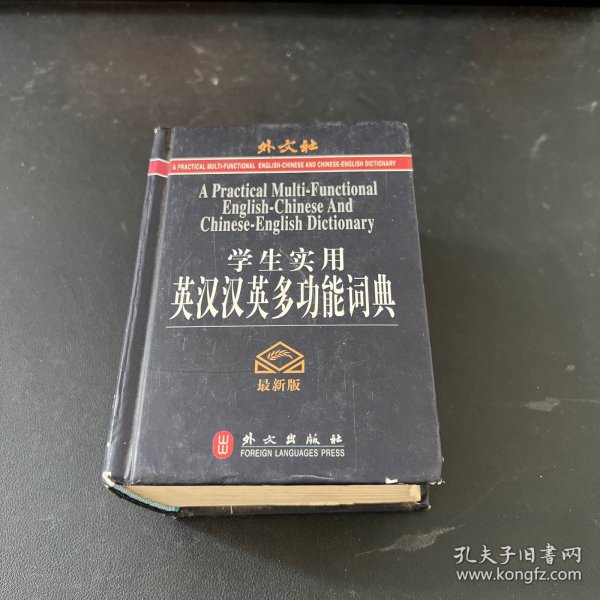 外文社
A PRACTICAL MULTI-FUNCTIONAL ENGLISH-CHINESE AND CHINESE-ENGLISH DICTIONARY
A Practical Multi-Functional
English-Chinese And
Chinese-English Dictionary
学生实用
英汉汉英多功能词典
最新版
外文出版社
FOREIGN LANGUAGES PRESS
孔夫子旧书网
www.kongfz.com